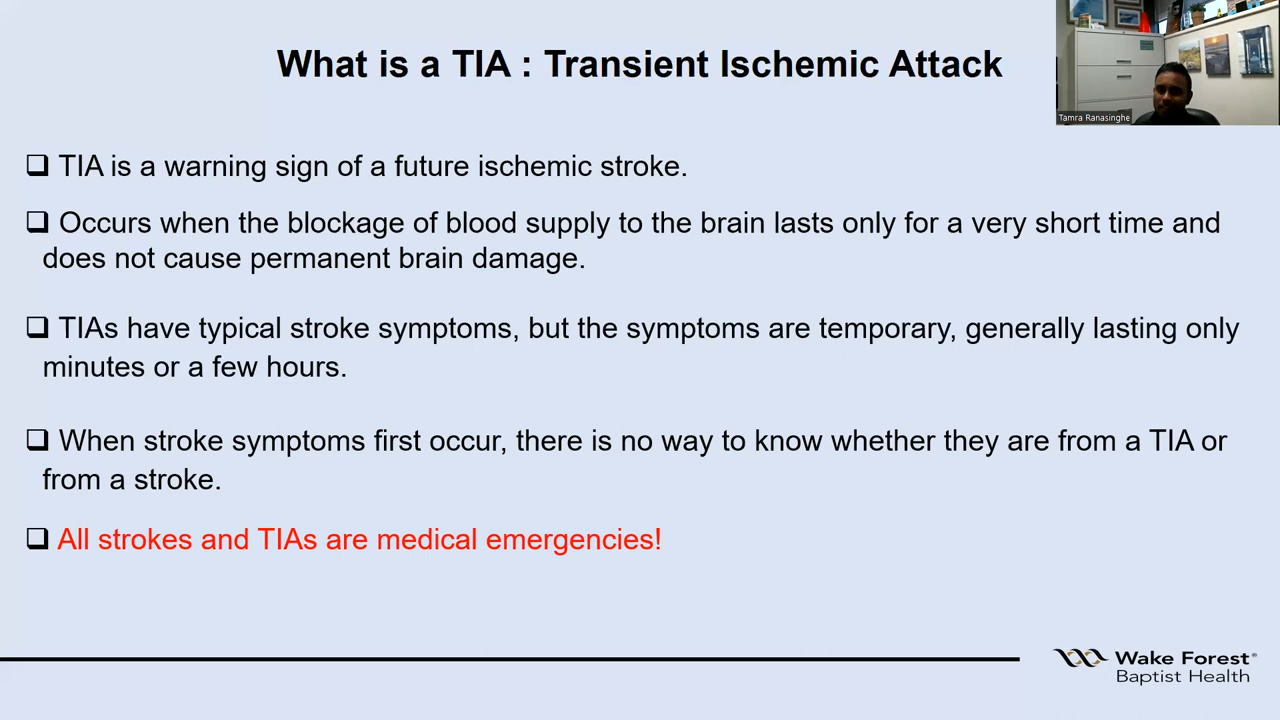 What is a TIA : Transient Ischemic Attack
Tamra Ranasinghe
❑ TIA is a warning sign of a future ischemic stroke.
❑ Occurs when the blockage of blood supply to the brain lasts only for a very short time and
does not cause permanent brain damage.
❑ TIAs have typical stroke symptoms, but the symptoms are temporary, generally lasting only
minutes or a few hours.
❑ When stroke symptoms first occur, there is no way to know whether they are from a TIA or
from a stroke.
❑ All strokes and TIAs are medical emergencies!
Wake Forest®
Baptist Health